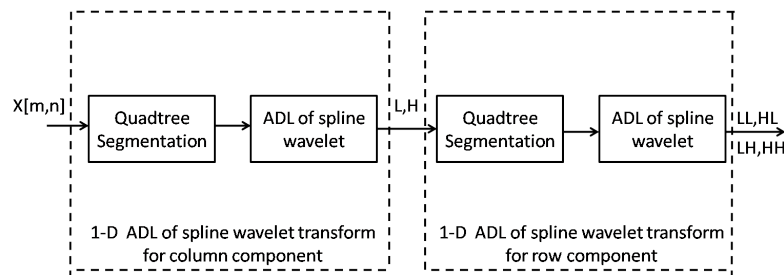 X[m,n]
Quadtree
Segmentation
ADL of spline
wavelet
L,H
Quadtree
Segmentation
ADL of spline
wavelet
LL,HL
LH,HH
1-D ADL of spline wavelet transform
for column component
1-D ADL of spline wavelet transform
for row component